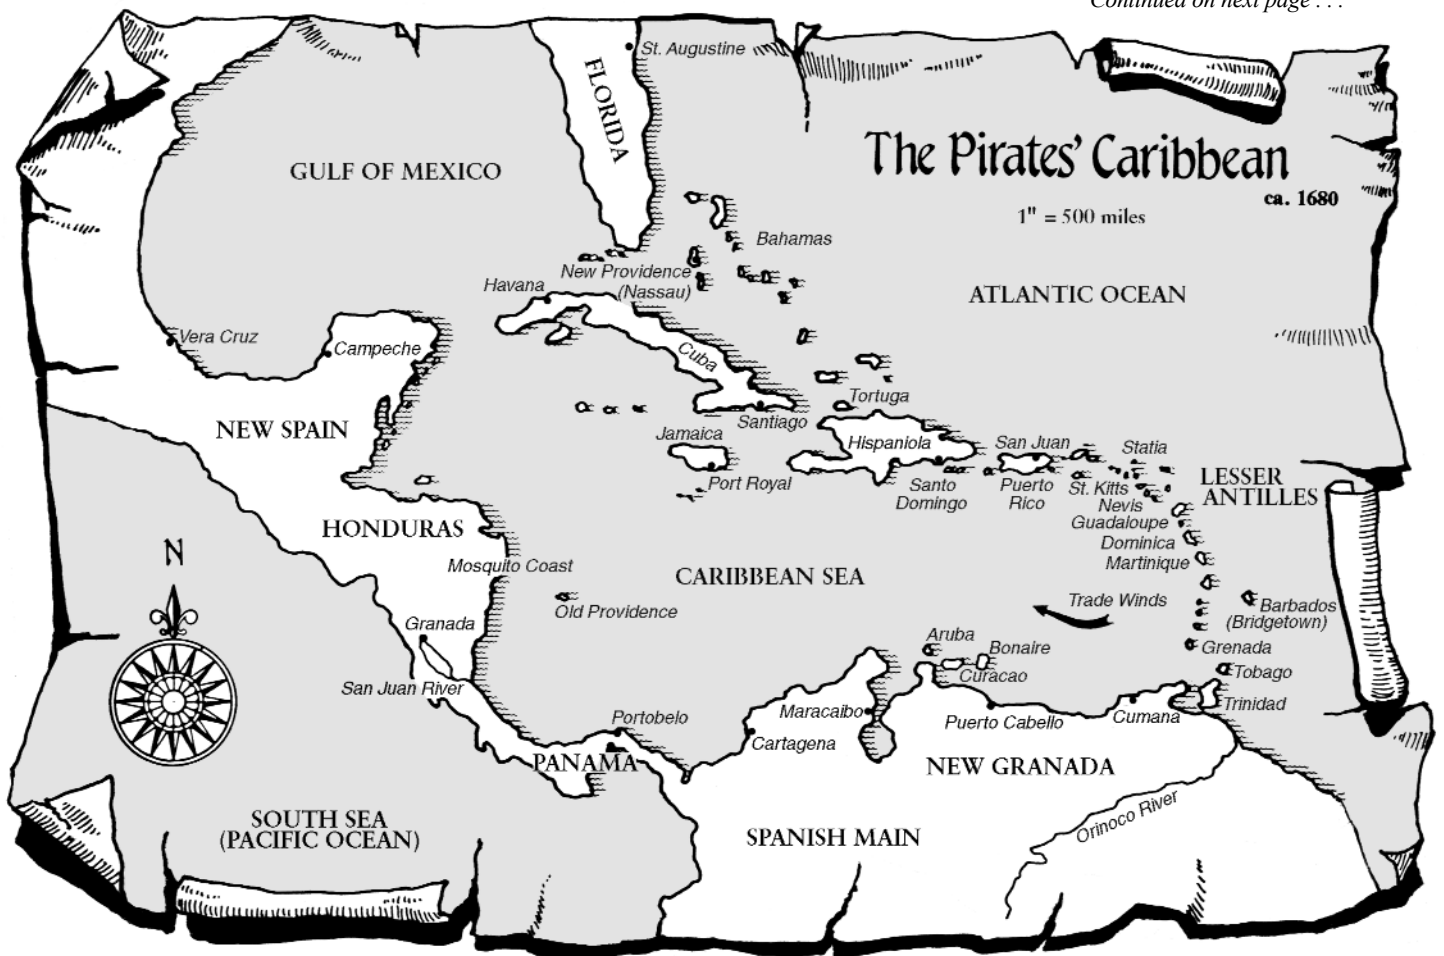 Continued on next page . . .
St. Augustine
FLORIDA
The Pirates' Caribbean
ca. 1680
1" = 500 miles
GULF OF MEXICO
Bahamas
New Providence
(Nassau)
Havana
ATLANTIC OCEAN
Vera Cruz
Campeche
Cuba
Tortuga
NEW SPAIN
Santiago
Jamaica
Hispaniola
San Juan
Statia
Port Royal
Santo
Domingo
Puerto
Rico
St. Kitts
Nevis
LESSER
ANTILLES
Guadaloupe
HONDURAS
Dominica
Martinique
N
Mosquito Coast
CARIBBEAN SEA
Old Providence
Trade Winds
Barbados
(Bridgetown)
Granada
Aruba
Bonaire
Curacao
Grenada
Tobago
San Juan River
Trinidad
Portobelo
Maracaibo
Puerto Cabello
Cumana
Cartagena
PANAMA
NEW GRANADA
Orinoco River
SOUTH SEA
(PACIFIC OCEAN)
SPANISH MAIN